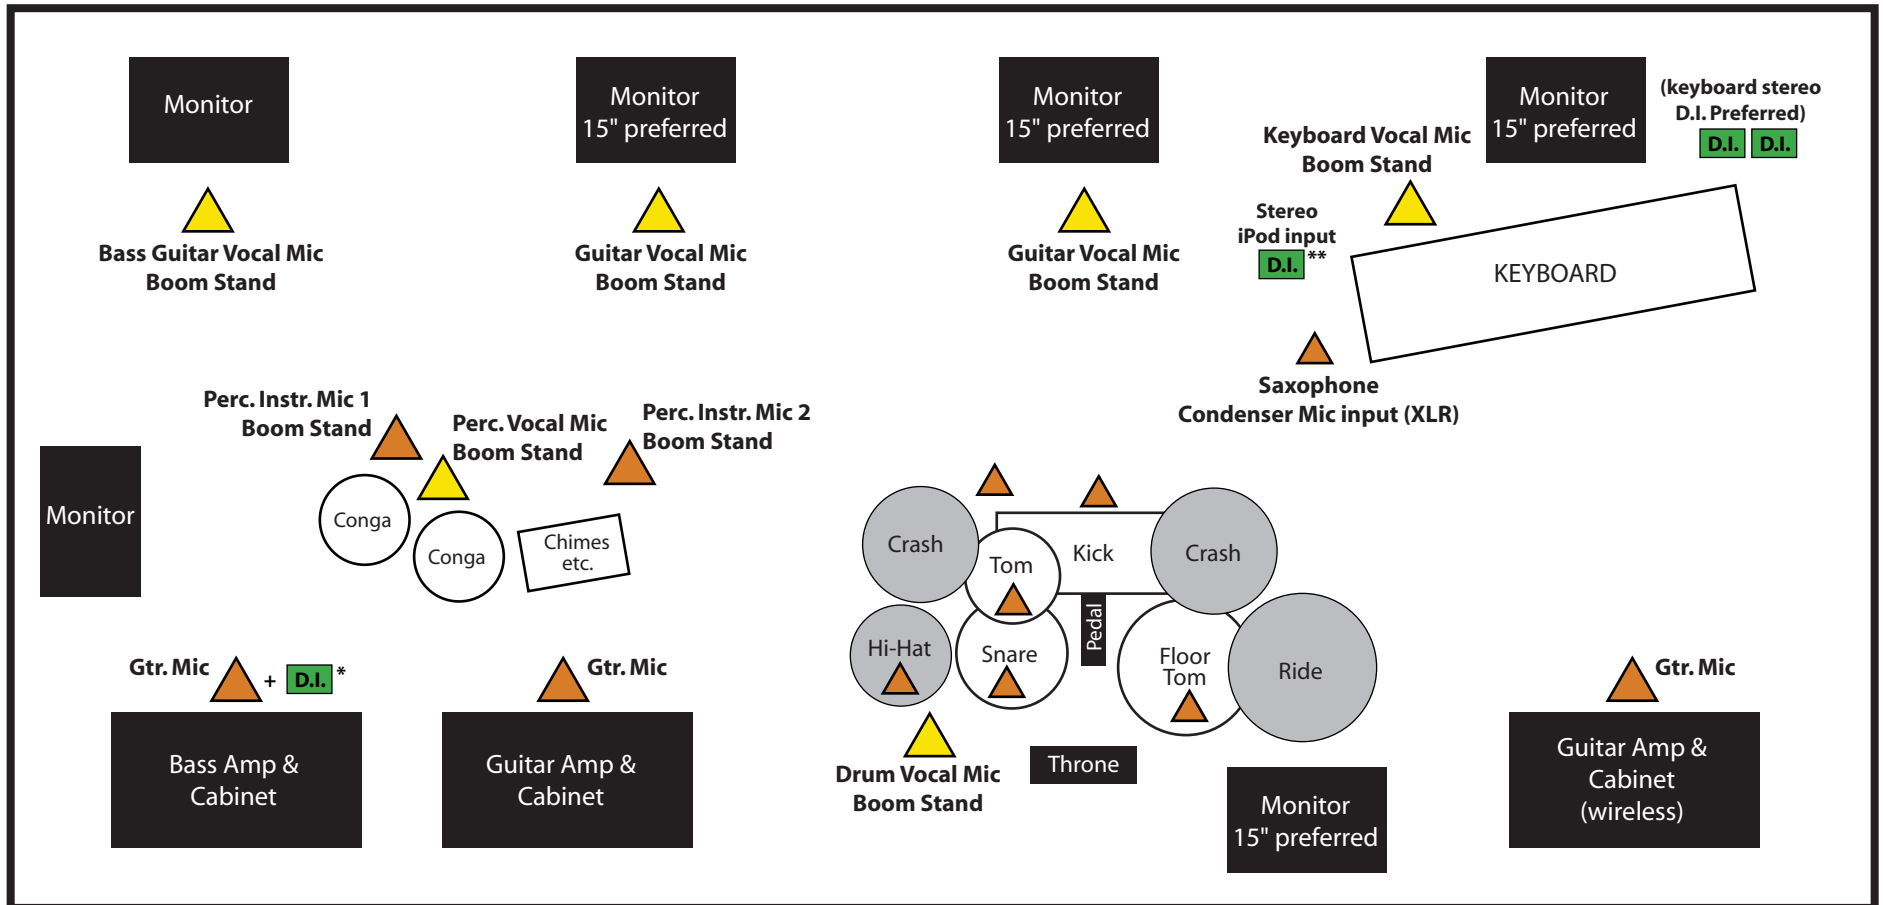 Monitor
Monitor
15" preferred
Monitor
15" preferred
Monitor
15" preferred
(keyboard stereo
D.I. Preferred)
D.I. D.I.
Keyboard Vocal Mic
Boom Stand
Bass Guitar Vocal Mic
Boom Stand
Guitar Vocal Mic
Boom Stand
Guitar Vocal Mic
Boom Stand
Stereo
iPod input
D.I. **
KEYBOARD
Saxophone
Condenser Mic input (XLR)
Perc. Instr. Mic 1
Boom Stand
Perc. Vocal Mic
Boom Stand
Perc. Instr. Mic 2
Boom Stand
Monitor
Conga
Conga
Chimes
etc.
Crash
Tom
Kick
Crash
Hi-Hat
Snare
Pedal
Floor
Tom
Ride
Gtr. Mic + D.I. *
Gtr. Mic
Gtr. Mic
Bass Amp &
Cabinet
Guitar Amp &
Cabinet
Drum Vocal Mic
Boom Stand
Throne
Monitor
15" preferred
Guitar Amp &
Cabinet
(wireless)